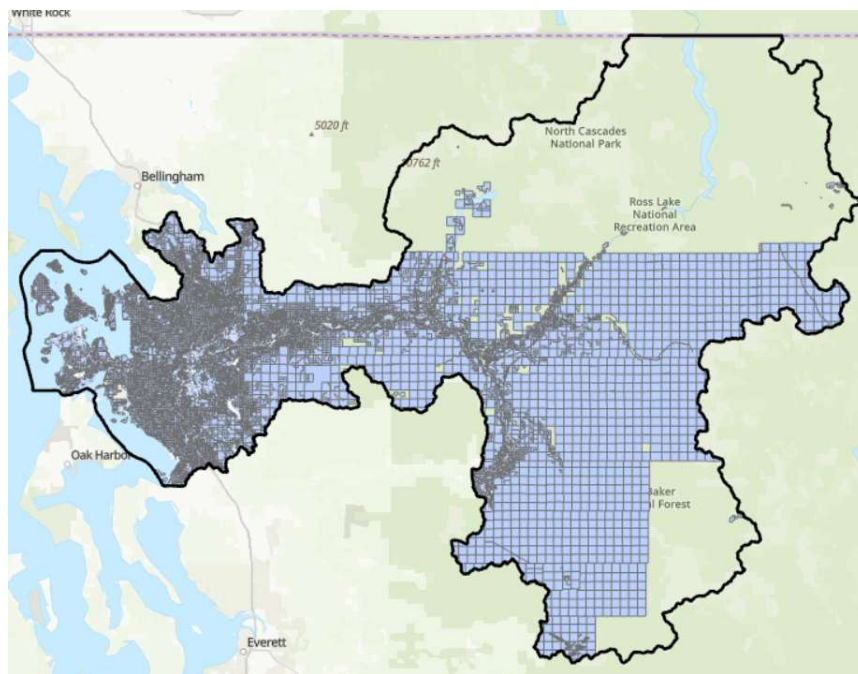 White Rock
5020 ft
10762 ft
North Cascades
National Park
Bellingham
Ross Lake
National
Recreation Area
Oak Harbor
Baker
Forest
Everett